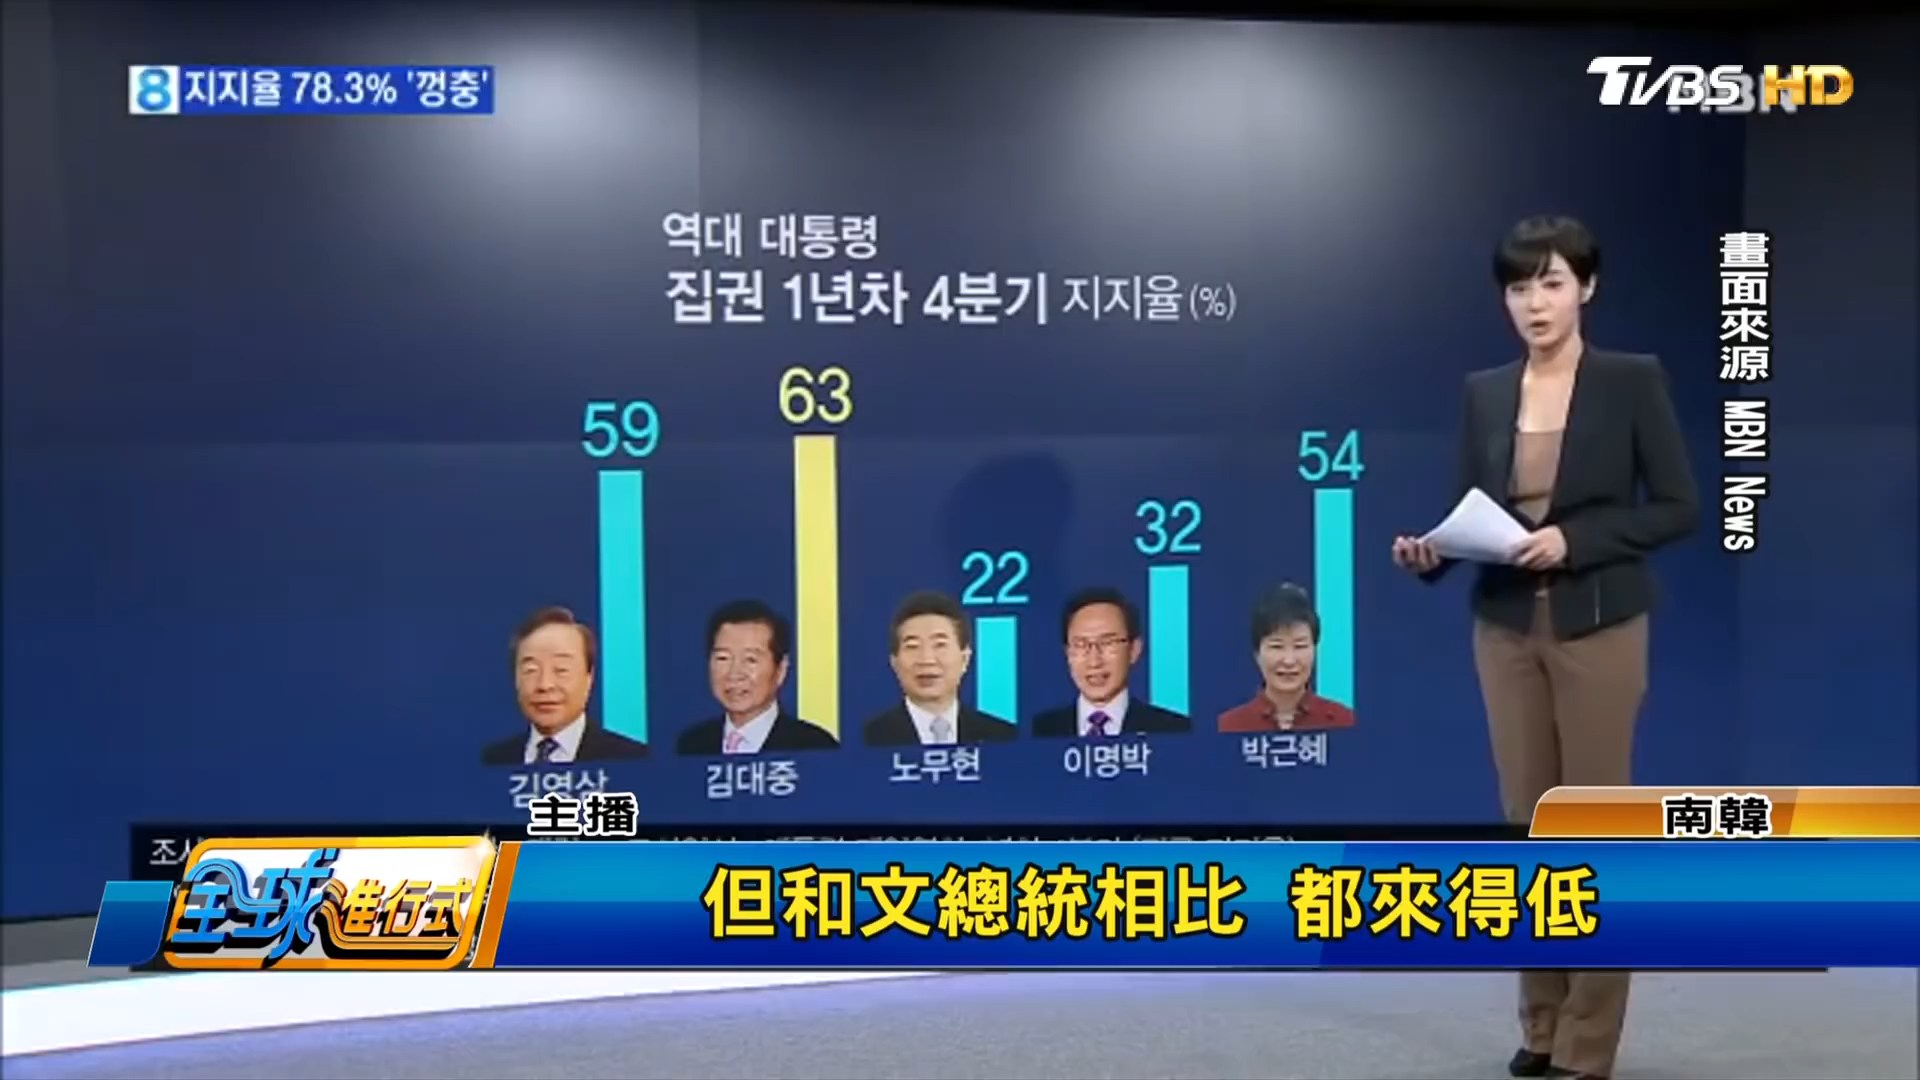 8 지지율 78.3% '껑충'
TVBS HD
역대 대통령
집권 1년차 4분기 지지율(%)
59
63
22
32
54
김영삼
김대중
노무현
이명박
박근혜
畫面來源 MBN News
主播
南韓
全球進行式
但和文總統相比 都來得低